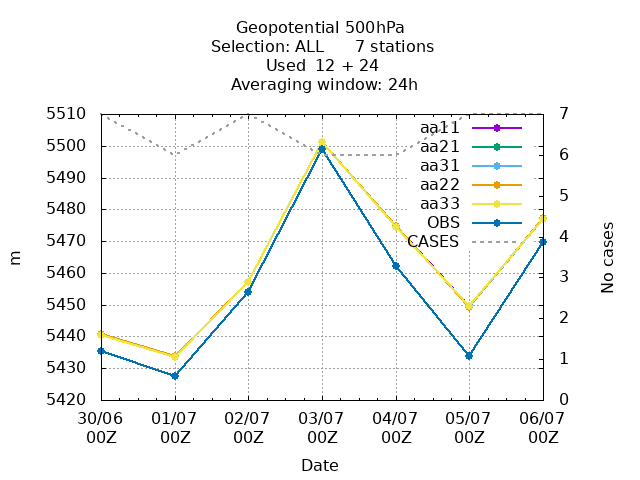 Geopotential 500hPa
Selection: ALL 7 stations
Used 12 + 24
Averaging window: 24h
5510
5500
5490
5480
5470
5460
5450
5440
5430
5420
m
7
6
5
4
3
2
1
0
No cases
aa11
aa21
aa31
aa22
aa33
OBS
CASES
30/06 01/07 02/07 03/07 04/07 05/07 06/07
00Z 00Z 00Z 00Z 00Z 00Z 00Z
Date